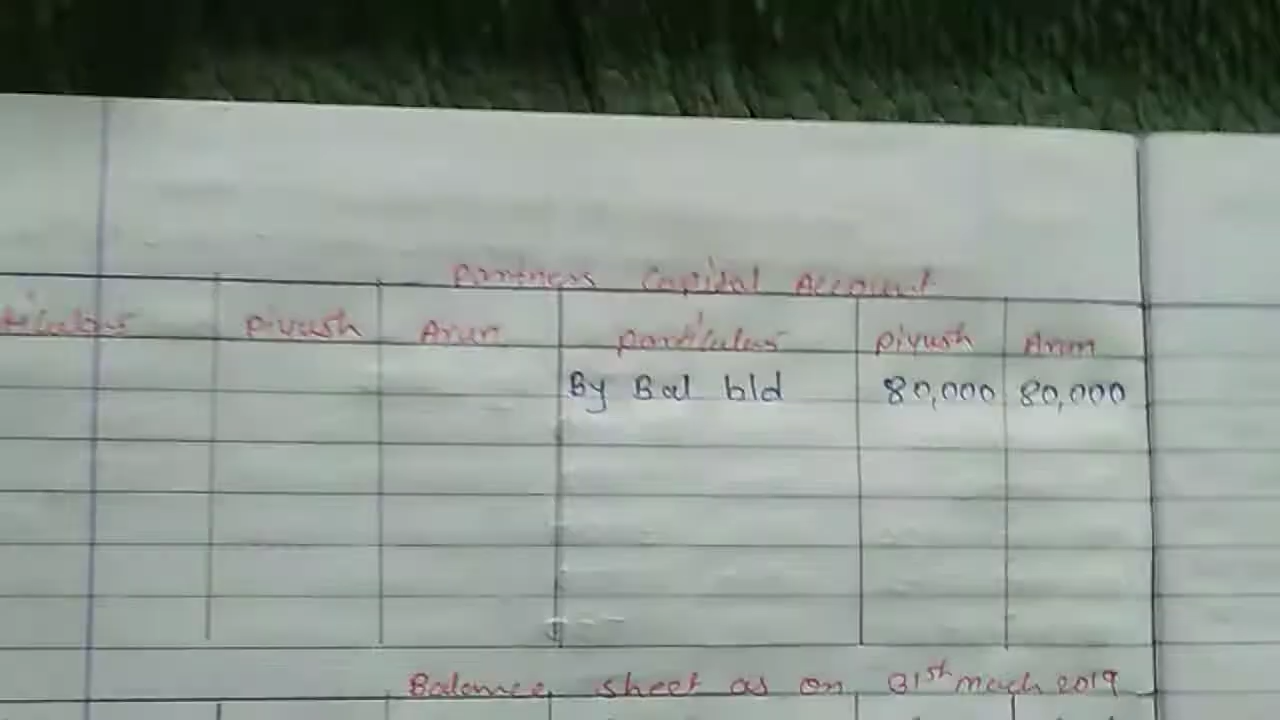 Partners Capital Account
Piyush Arun Particulars Piyush Arun
By Bal b/d 80,000 80,000
Balance sheet as on 31st march 2019